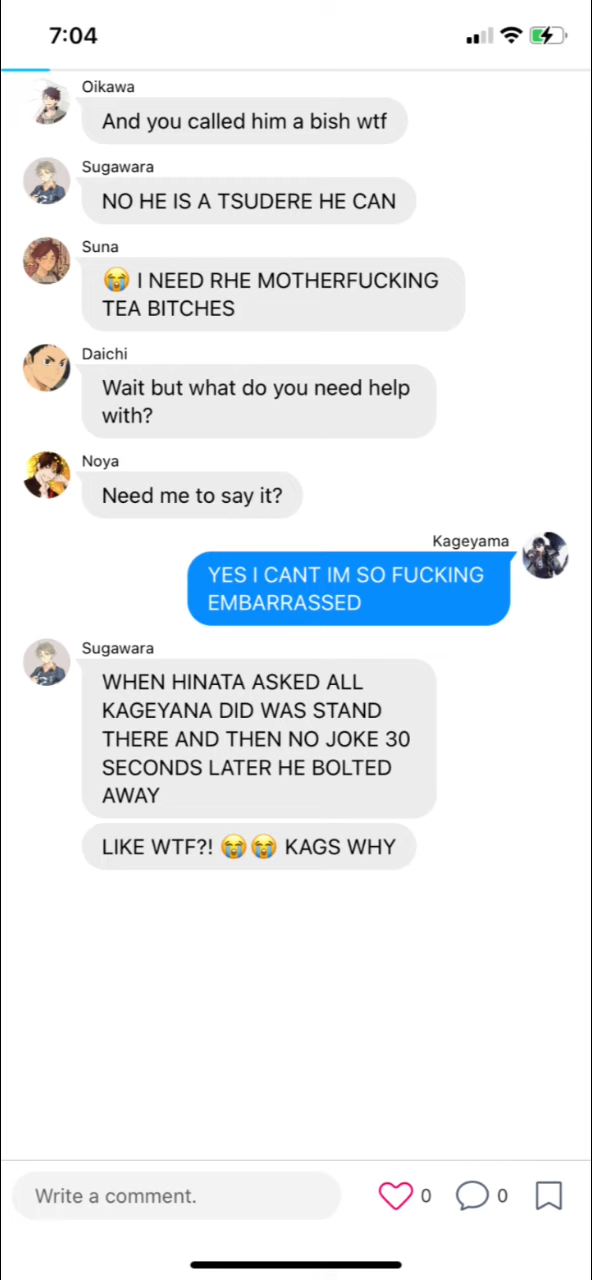 7:04
Oikawa
And you called him a bish wtf
Sugawara
NO HE IS A TSUDERE HE CAN
Suna
😭 I NEED RHE MOTHERFUCKING
TEA BITCHES
Daichi
Wait but what do you need help
with?
Noya
Need me to say it?
Kageyama
YES I CANT IM SO FUCKING
EMBARRASSED
Sugawara
WHEN HINATA ASKED ALL
KAGEYANA DID WAS STAND
THERE AND THEN NO JOKE 30
SECONDS LATER HE BOLTED
AWAY
LIKE WTF?! 😭😭 KAGS WHY
Write a comment. 0 0